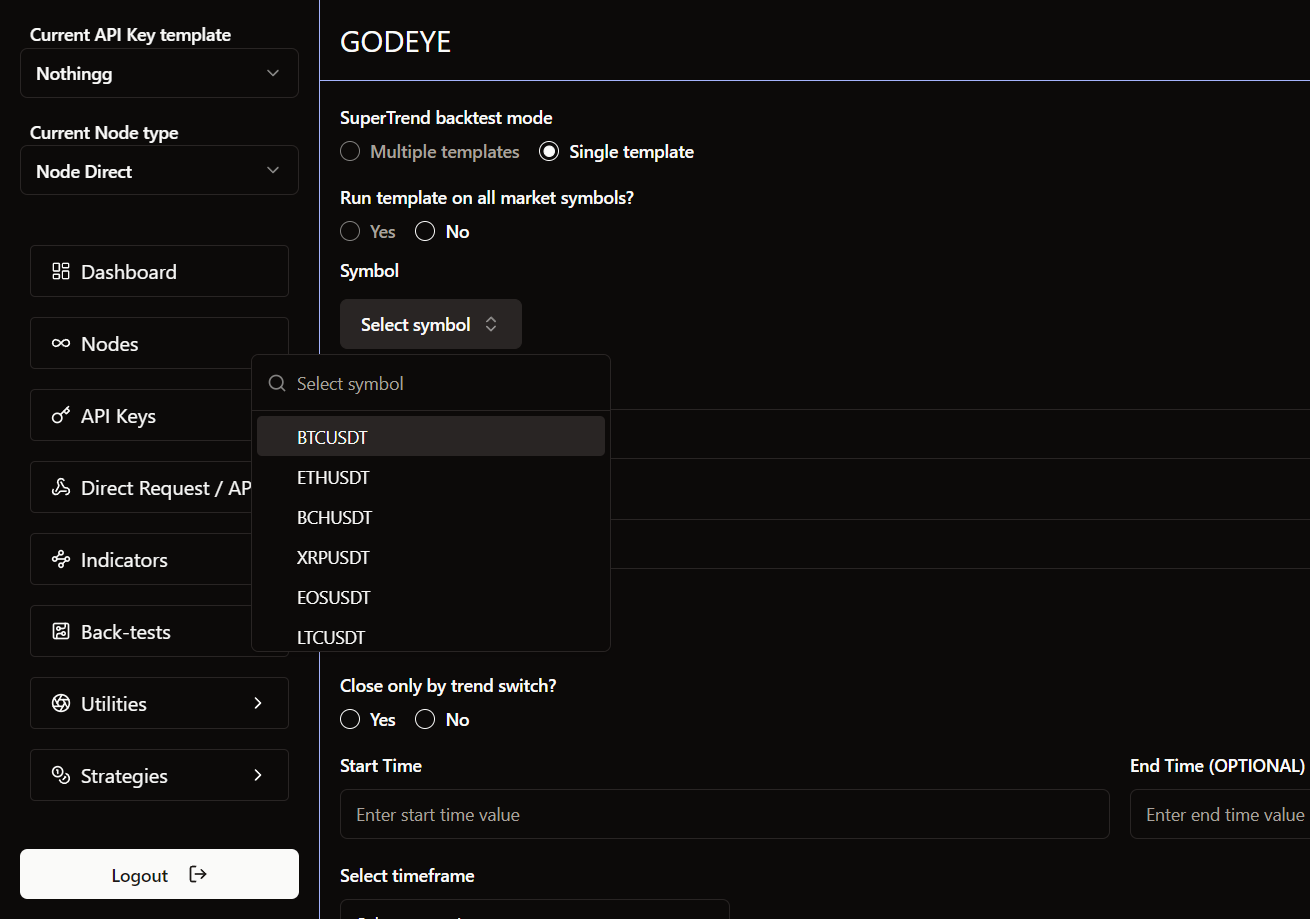 Current API Key template
Nothingg
Current Node type
Node Direct
Dashboard
Nodes
API Keys
Direct Request / AP
Indicators
Back-tests
Utilities
Strategies
Logout
GODEYE
SuperTrend backtest mode
Multiple templates
Single template
Run template on all market symbols?
Yes
No
Symbol
Select symbol
Select symbol
BTCUSDT
ETHUSDT
BCHUSDT
XRPUSDT
EOSUSDT
LTCUSDT
Close only by trend switch?
Yes
No
Start Time
Enter start time value
End Time (OPTIONAL)
Enter end time value
Select timeframe